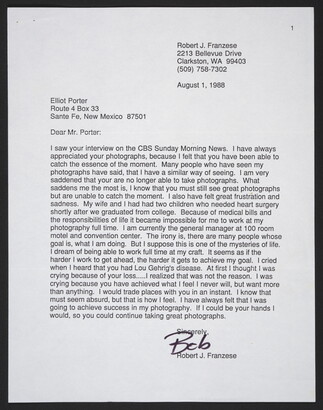 1
Robert J. Franzese
2213 Bellevue Drive
Clarkston, WA  99403
(509) 758-7302
August 1, 1988
Elliot Porter
Route 4 Box 33
Sante Fe, New Mexico  87501
Dear Mr. Porter:
I saw your interview on the CBS Sunday Morning News.  I have always
appreciated your photographs, because I felt that you have been able to
catch the essence of the moment.  Many people who have seen my
photographs have said, that I have a similar way of seeing.  I am very
saddened that your are no longer able to take photographs.  What
saddens me the most is, I know that you must still see great photographs
but are unable to catch the moment.  I also have felt great frustration and
sadness.  My wife and I had two children who needed heart surgery
shortly after we graduated from college.  Because of medical bills and
the responsibilities of life it became impossible for me to work at my
photography full time.  I am currently the general manager at 100 room
motel and convention center.  The irony is, there are many people whose
goal is, what I am doing.  But I suppose this is one of the mysteries of life.
I dream of being able to work full time at my craft.  It seems as if the
harder I work to get ahead, the harder it gets to achieve my goal.  I cried
when I heard that you had Lou Gehrig's disease.  At first I thought I was
crying because of your loss.....I realized that was not the reason.  I was
crying because you have achieved what I feel I never will, but want more
than anything.  I would trade places with you in an instant.  I know that
must seem absurd, but that is how I feel.  I have always felt that I was
going to achieve success in my photography.  If I could be your hands I
would, so you could continue taking great photographs.
Sincerely,
Bob
Robert J. Franzese